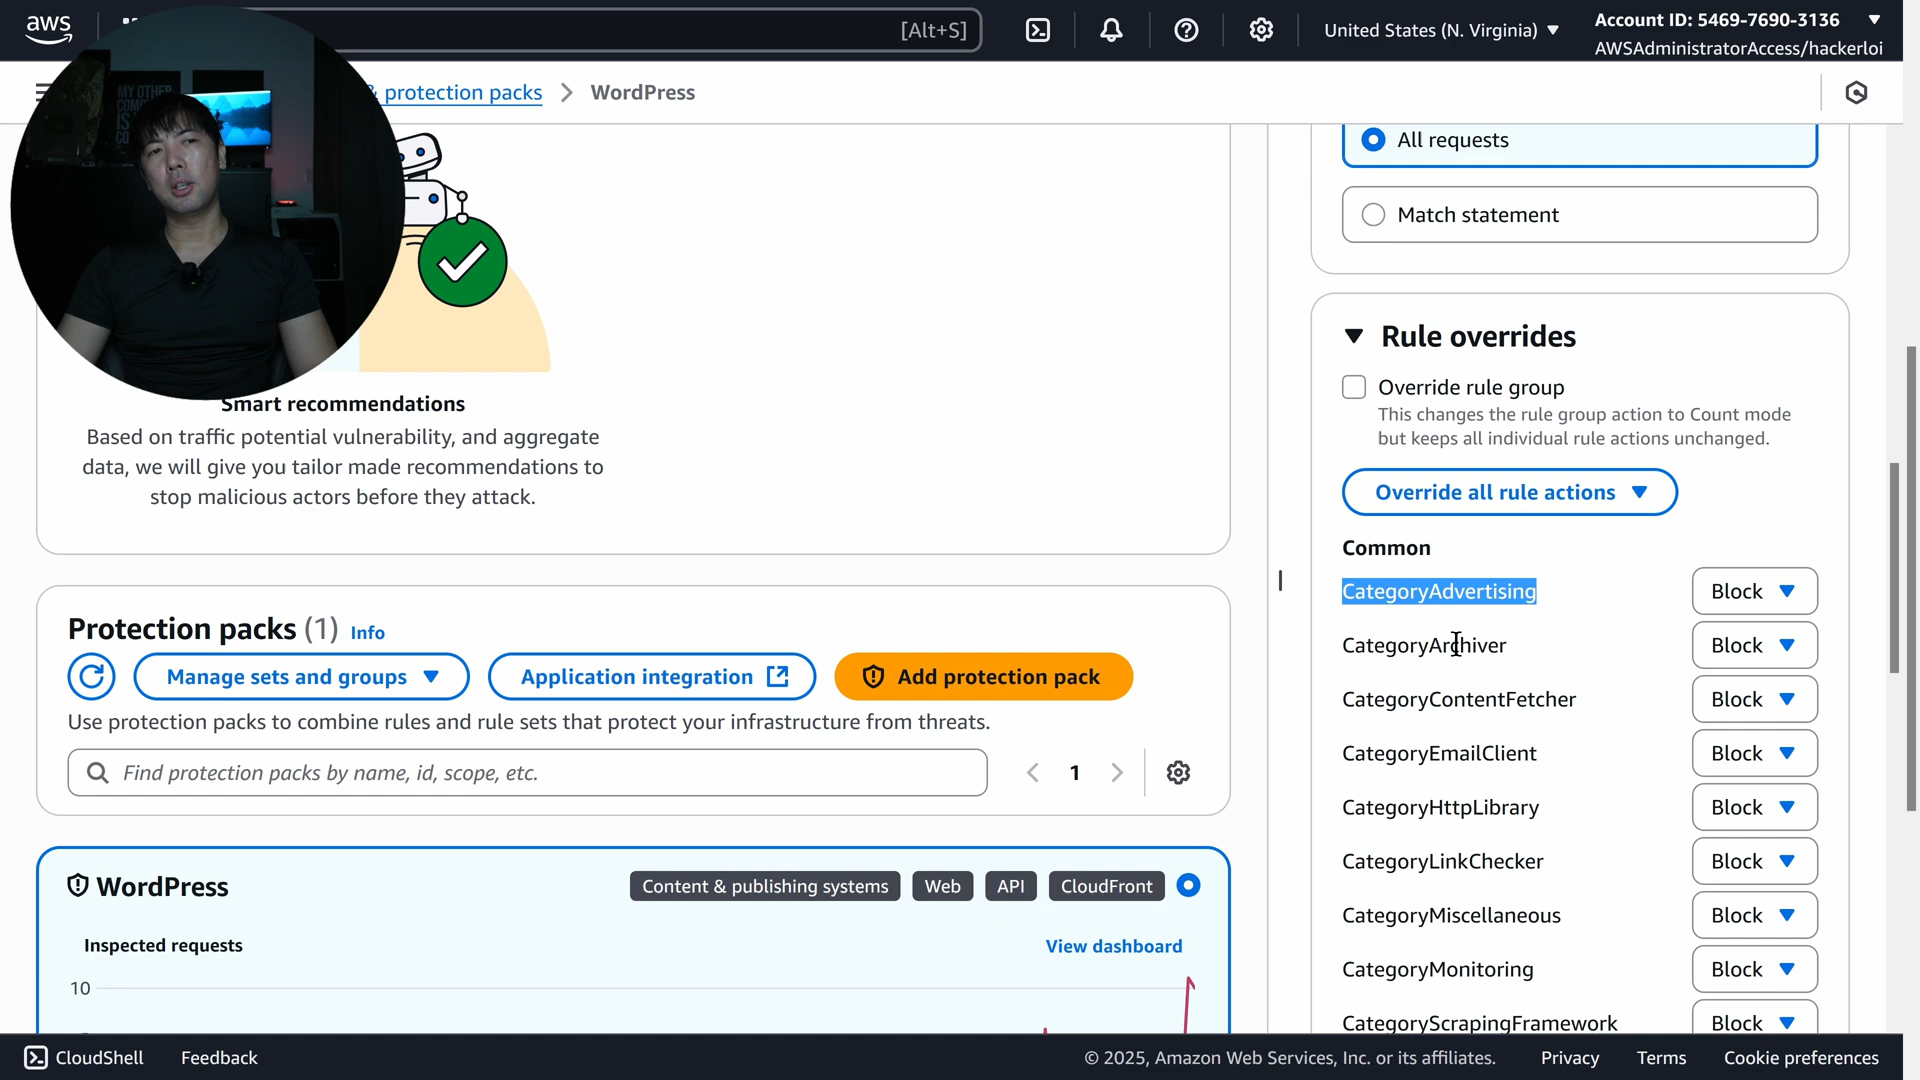 aws
[Alt+S]
United States (N. Virginia)
Account ID: 5469-7690-3136
AWSAdministratorAccess/hackerloi
protection packs
WordPress
MY OTHER
Smart recommendations
Based on traffic potential vulnerability, and aggregate
data, we will give you tailor made recommendations to
stop malicious actors before they attack.
Protection packs (1) Info
Manage sets and groups
Application integration
Add protection pack
Use protection packs to combine rules and rule sets that protect your infrastructure from threats.
Find protection packs by name, id, scope, etc.
1
WordPress
Content & publishing systems
Web
API
CloudFront
Inspected requests
View dashboard
10
All requests
Match statement
Rule overrides
Override rule group
This changes the rule group action to Count mode
but keeps all individual rule actions unchanged.
Override all rule actions
Common
CategoryAdvertising Block
CategoryArchiver Block
CategoryContentFetcher Block
CategoryEmailClient Block
CategoryHttpLibrary Block
CategoryLinkChecker Block
CategoryMiscellaneous Block
CategoryMonitoring Block
CategoryScrapingFramework Block
CloudShell
Feedback
© 2025, Amazon Web Services, Inc. or its affiliates.
Privacy
Terms
Cookie preferences